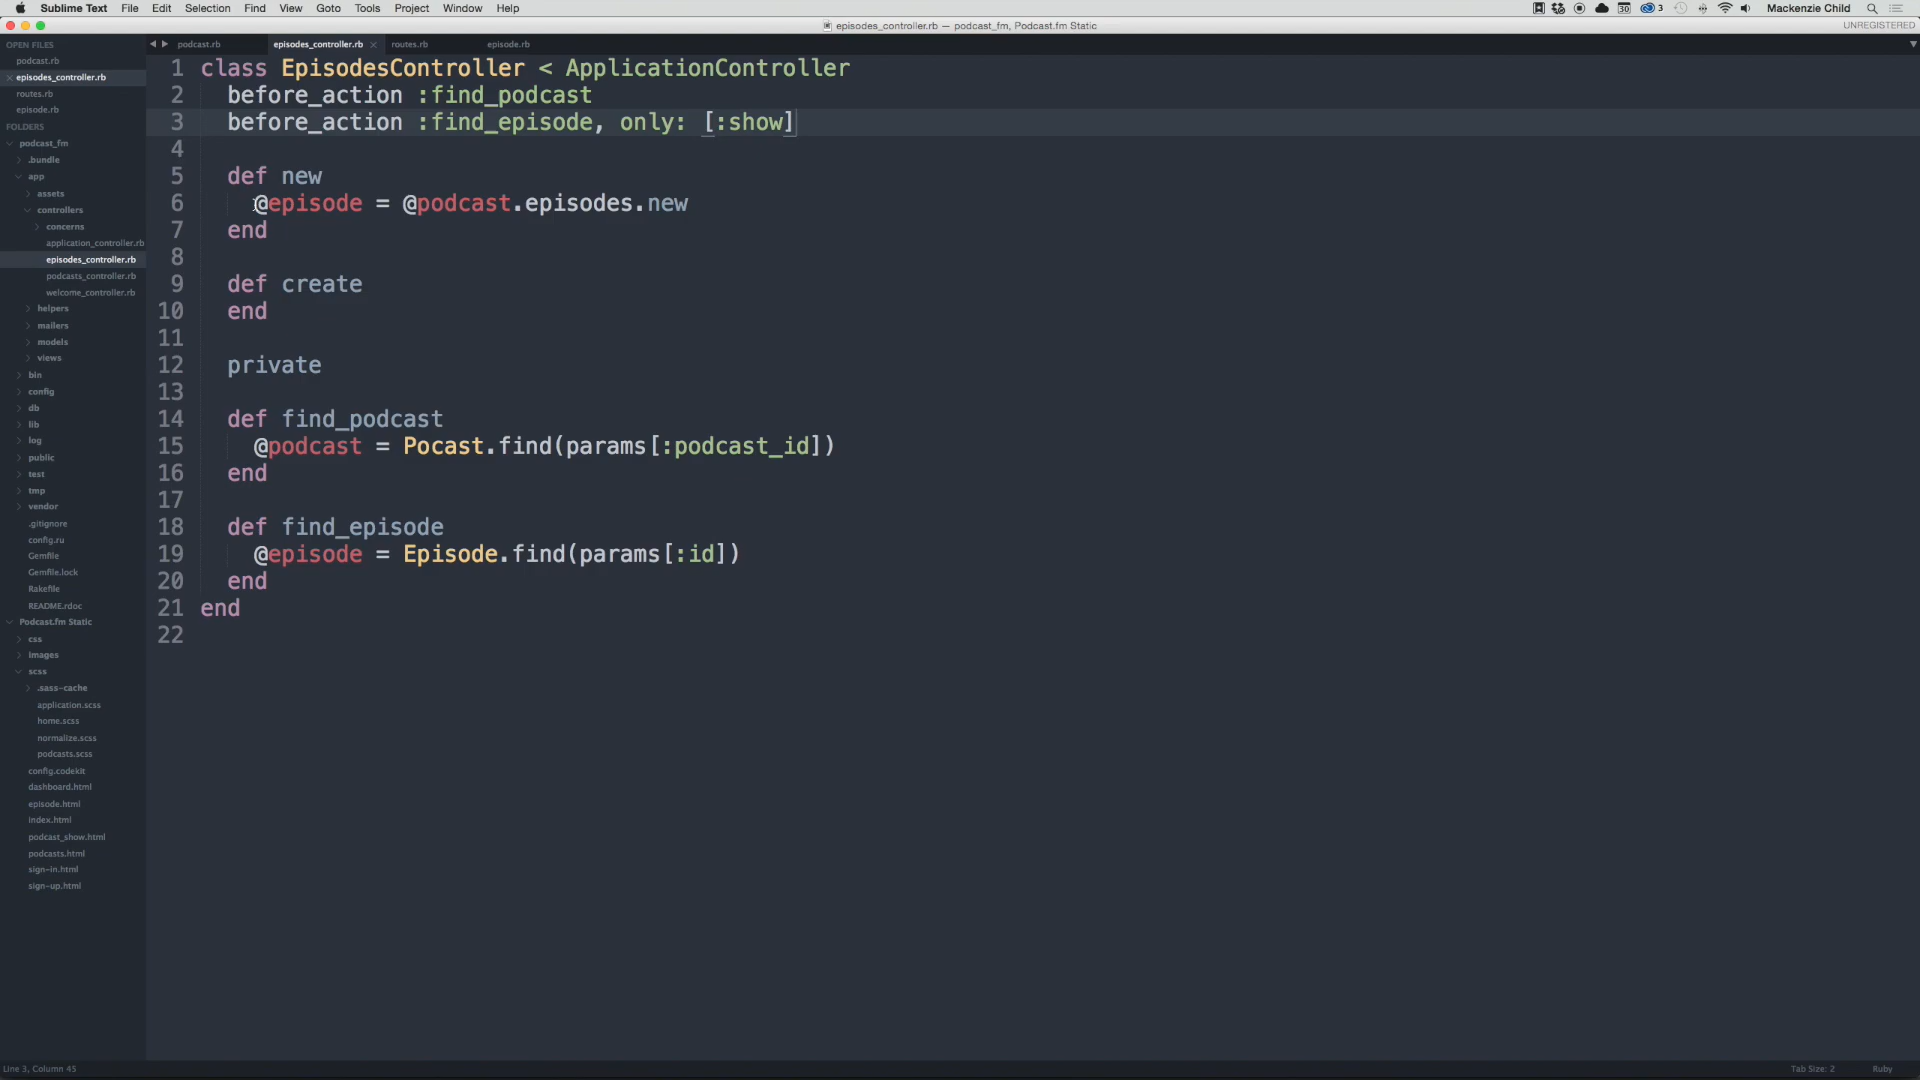 Sublime Text File Edit Selection Find View Goto Tools Project Window Help
30 3 Mackenzie Child
episodes_controller.rb — podcast_fm, Podcast.fm Static
UNREGISTERED
OPEN FILES
podcast.rb
episodes_controller.rb
routes.rb
episode.rb
FOLDERS
podcast_fm
.bundle
app
assets
controllers
concerns
application_controller.rb
episodes_controller.rb
podcasts_controller.rb
welcome_controller.rb
helpers
mailers
models
views
bin
config
db
lib
log
public
test
tmp
vendor
.gitignore
config.ru
Gemfile
Gemfile.lock
Rakefile
README.rdoc
Podcast.fm Static
css
images
scss
.sass-cache
application.scss
home.scss
normalize.scss
podcasts.scss
config.codekit
dashboard.html
episode.html
index.html
podcast_show.html
podcasts.html
sign-in.html
sign-up.html
podcast.rb episodes_controller.rb routes.rb episode.rb
1 class EpisodesController < ApplicationController
2 before_action :find_podcast
3 before_action :find_episode, only: [:show]
4
5 def new
6 @episode = @podcast.episodes.new
7 end
8
9 def create
10 end
11
12 private
13
14 def find_podcast
15 @podcast = Pocast.find(params[:podcast_id])
16 end
17
18 def find_episode
19 @episode = Episode.find(params[:id])
20 end
21 end
22
Line 3, Column 45
Tab Size: 2 Ruby